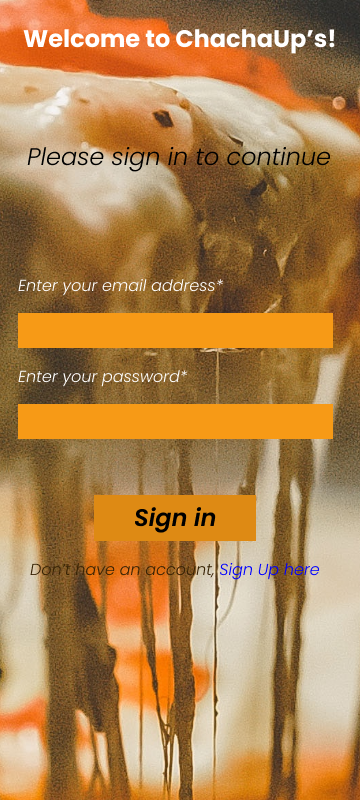 Welcome to ChachaUp’s!
Please sign in to continue
Enter your email address*
Enter your password*
Sign in
Don’t have an account, Sign Up here